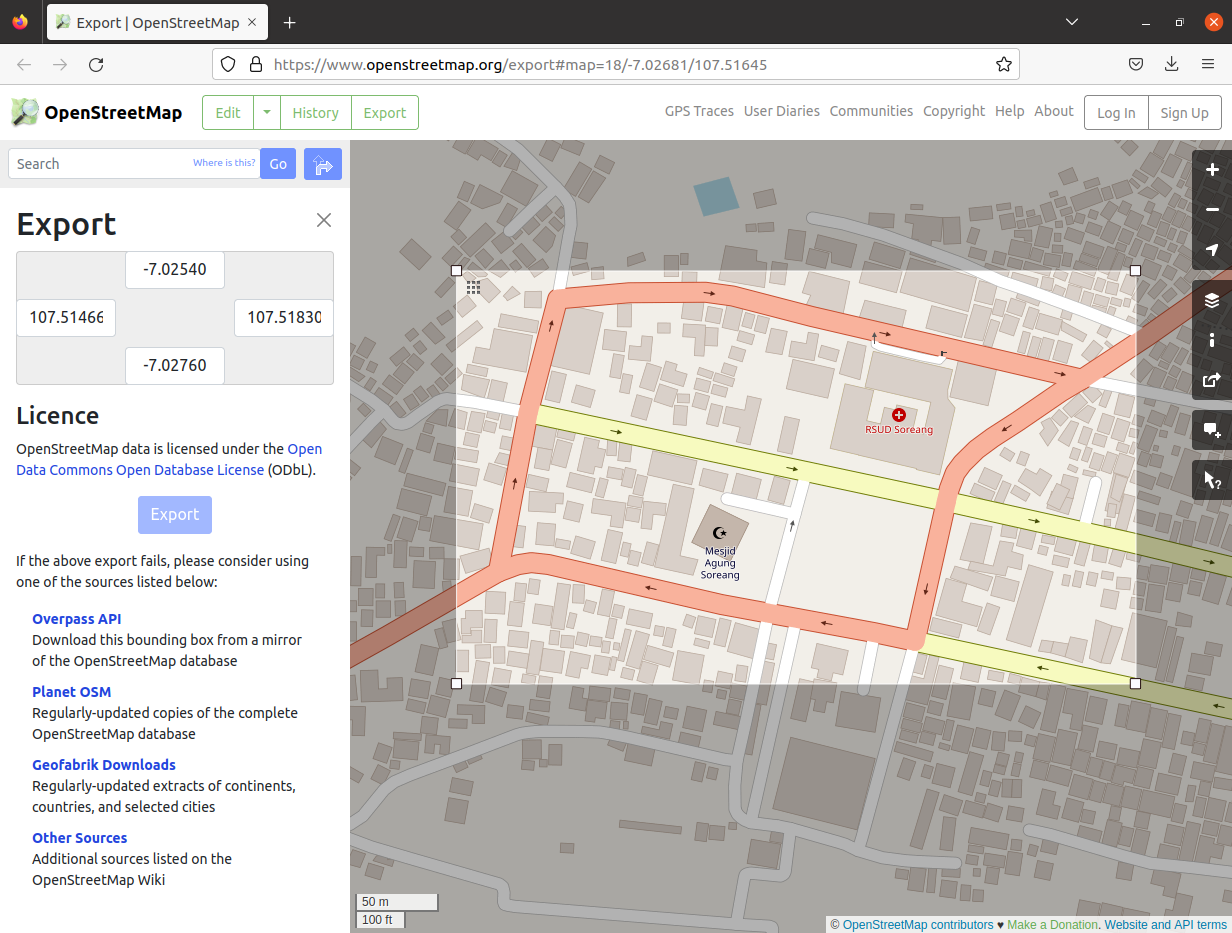 Export | OpenStreetMap
https://www.openstreetmap.org/export#map=18/-7.02681/107.51645
OpenStreetMap
Edit
History
Export
GPS Traces
User Diaries
Communities
Copyright
Help
About
Log In
Sign Up
Search
Where is this?
Go
Export
-7.02540
107.51466
107.51830
-7.02760
Licence
OpenStreetMap data is licensed under the Open
Data Commons Open Database License (ODbL).
Export
If the above export fails, please consider using
one of the sources listed below:
Overpass API
Download this bounding box from a mirror
of the OpenStreetMap database
Planet OSM
Regularly-updated copies of the complete
OpenStreetMap database
Geofabrik Downloads
Regularly-updated extracts of continents,
countries, and selected cities
Other Sources
Additional sources listed on the
OpenStreetMap Wiki
RSUD Soreang
Mesjid
Agung
Soreang
50 m
100 ft
© OpenStreetMap contributors ♥ Make a Donation. Website and API terms